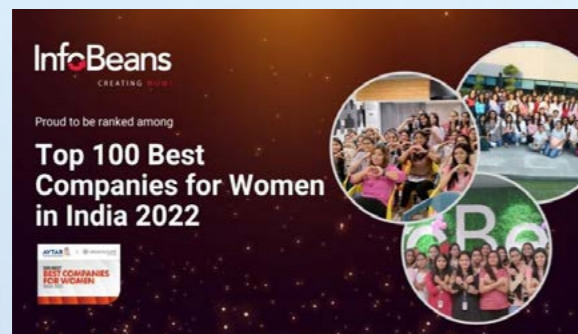 InfoBeans
CREATING WOW!
Proud to be ranked among
Top 100 Best
Companies for Women
in India 2022
AVTAR
BEST COMPANIES
FOR WOMEN